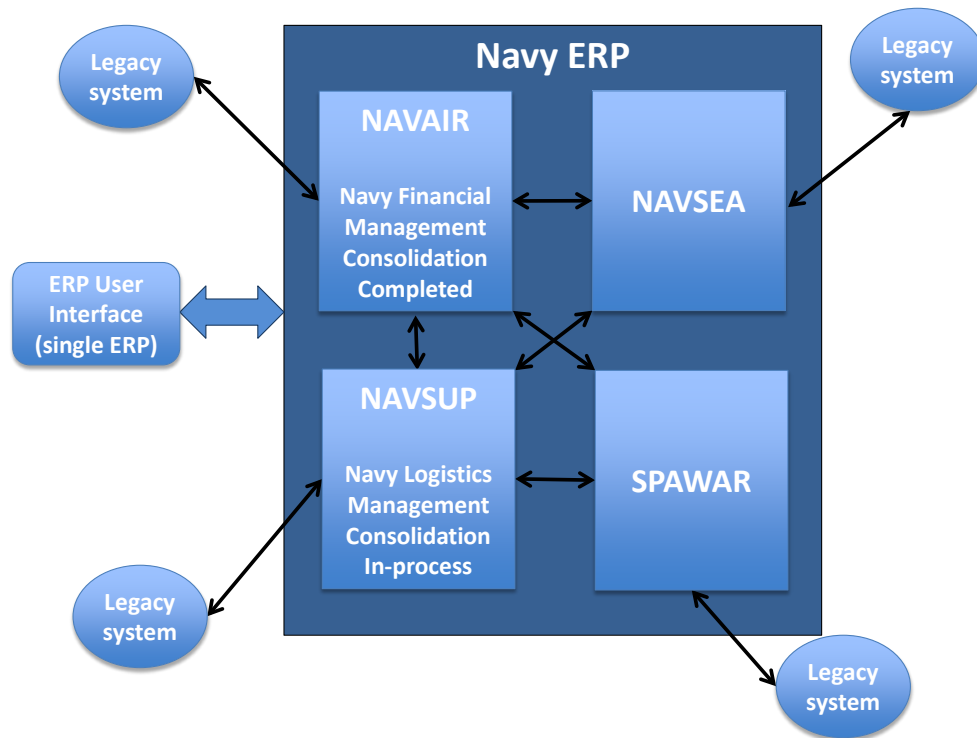 Legacy
system
Navy ERP
Legacy
system
NAVAIR
Navy Financial
Management
Consolidation
Completed
NAVSEA
ERP User
Interface
(single ERP)
NAVSUP
Navy Logistics
Management
Consolidation
In-process
SPAWAR
Legacy
system
Legacy
system